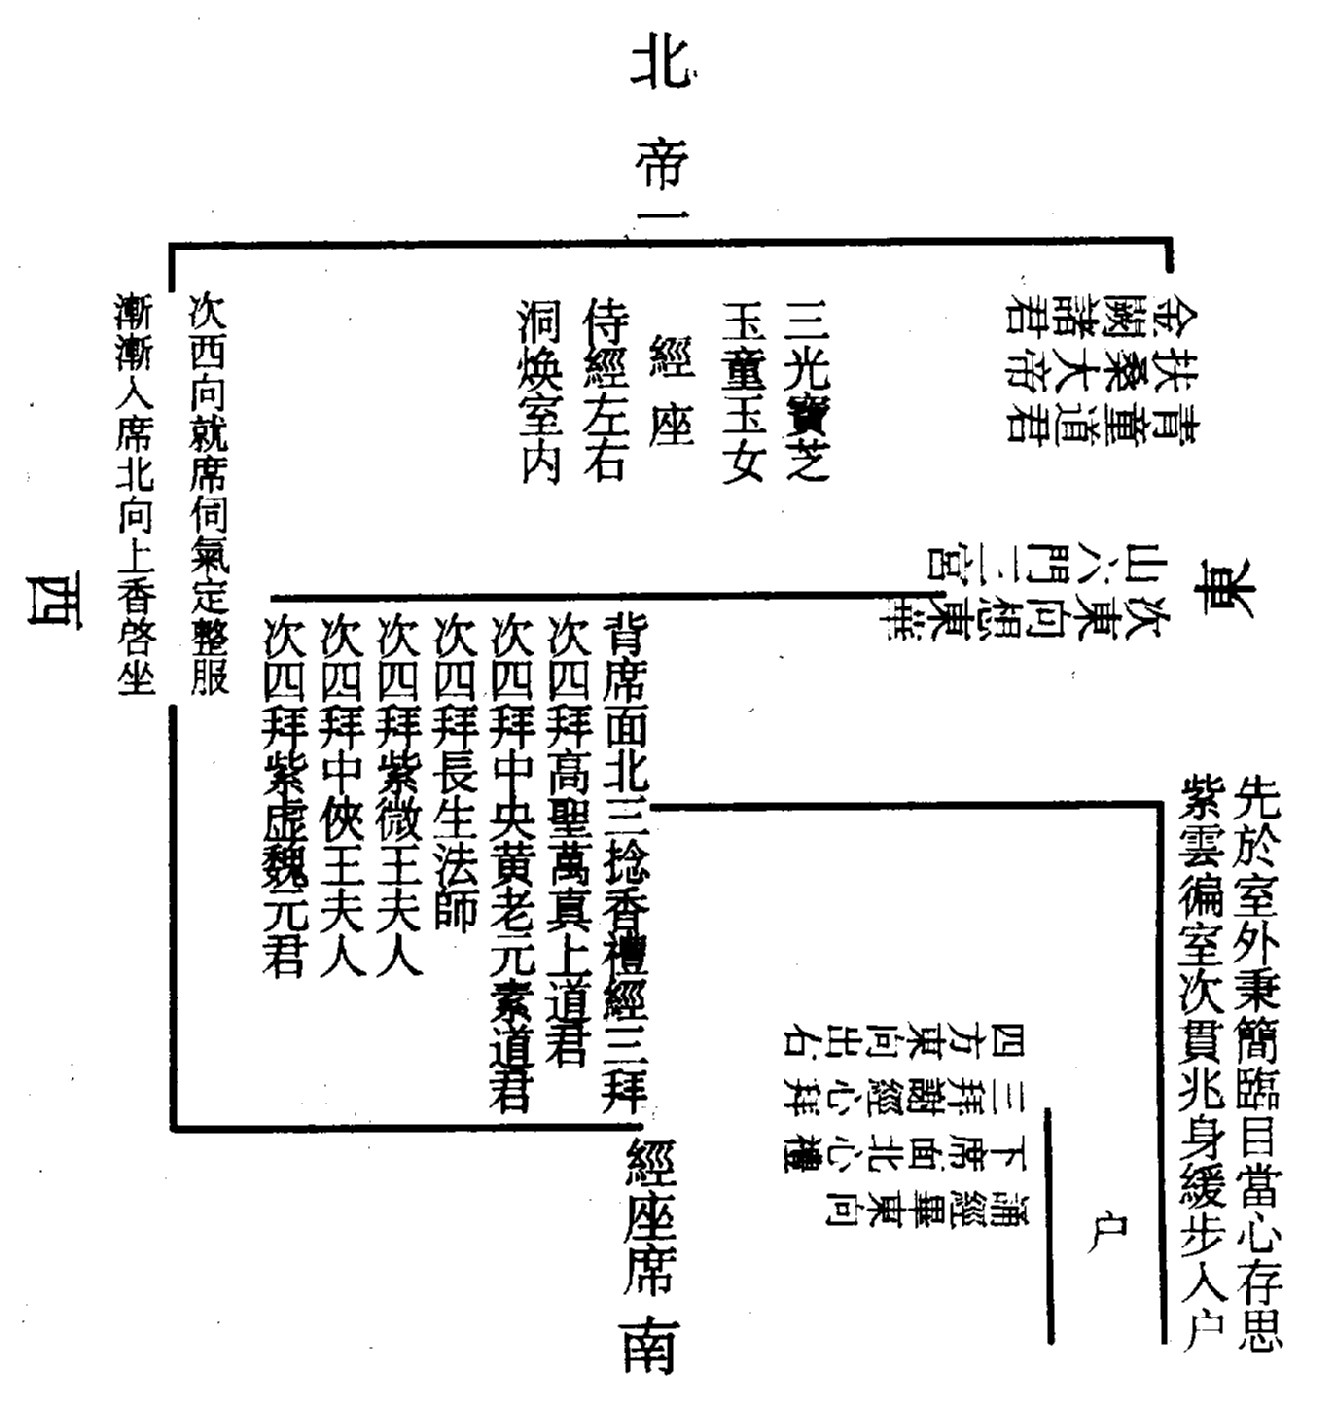 北
帝一
先於室外秉簡臨目當心存思
紫雲徧室次貫兆身緩步入户
户
東
青童道君
扶桑大帝
金闕諸君
次東向想東華
山六門三宮
三光寶芝
玉童玉女
經座
侍經左右
洞煥室内
背席面北三捻香禮經三拜
次四拜高聖萬真上道君
次四拜中央黄老元素道君
次四拜長生法師
次四拜紫微王夫人
次四拜中俠王夫人
次四拜紫虚魏元君
次西向就席伺氣定整服
漸漸入席北向上香啓坐
西
誦經畢東向
下席面北心禮
三拜謝經心拜
四方東向出右
經座席
南